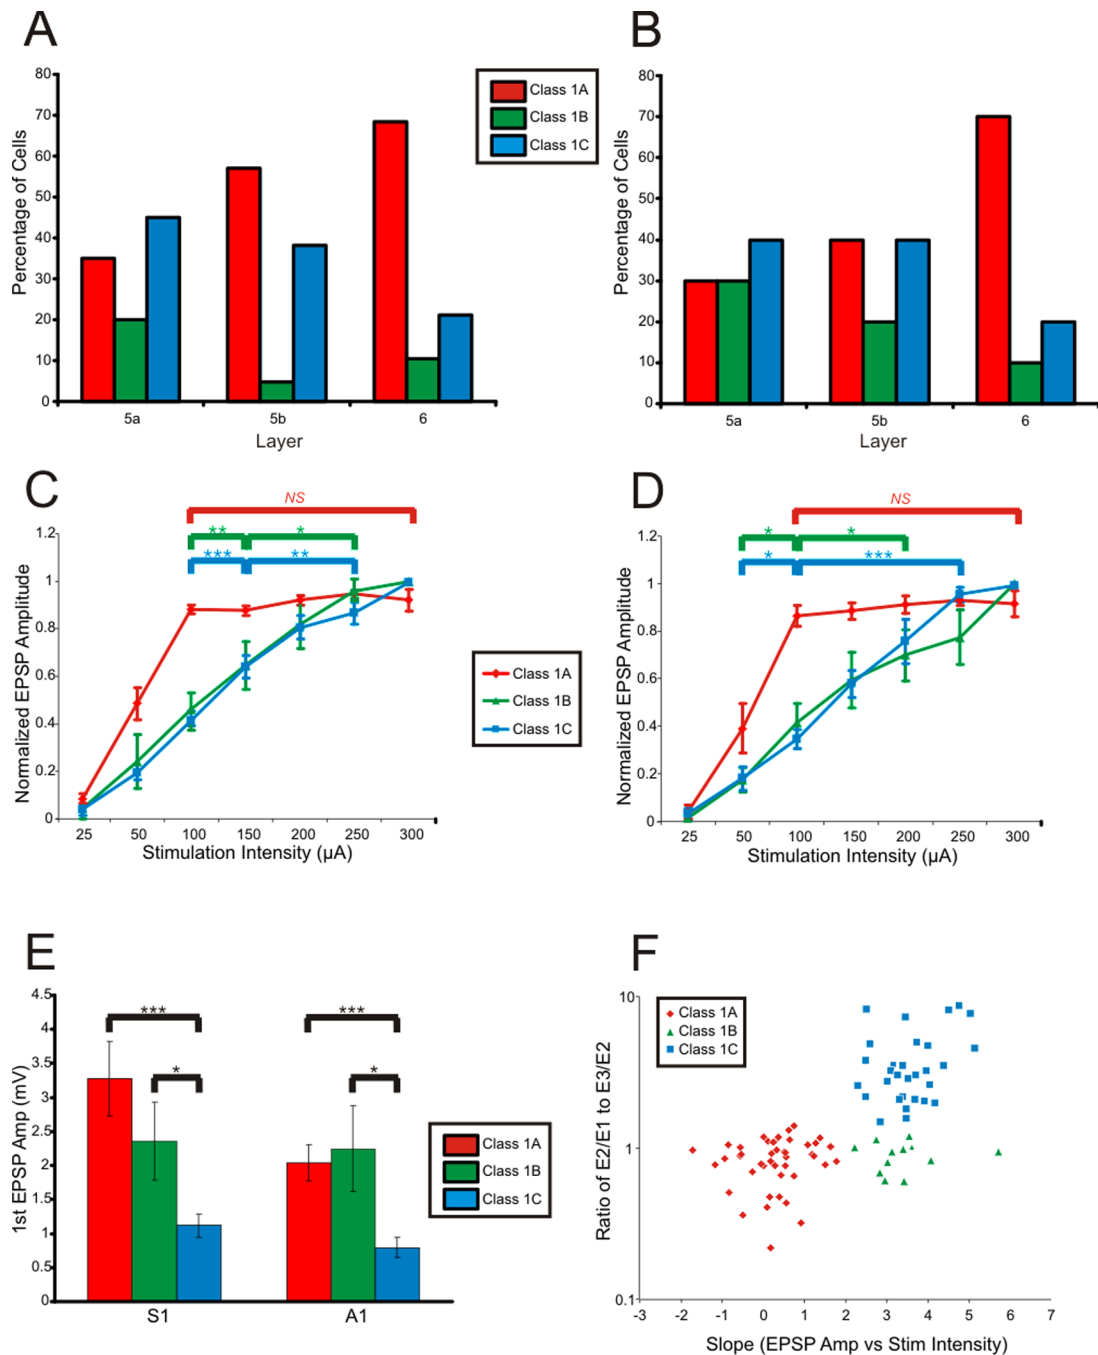 A
Percentage of Cells
80
70
60
50
40
30
20
10
0
5a 5b 6
Layer
Class 1A
Class 1B
Class 1C
B
Percentage of Cells
80
70
60
50
40
30
20
10
0
5a 5b 6
Layer
C
NS
** *
*** **
Normalized EPSP Amplitude
1.2
1
0.8
0.6
0.4
0.2
0
25 50 100 150 200 250 300
Stimulation Intensity (µA)
Class 1A
Class 1B
Class 1C
D
NS
* *
* ***
Normalized EPSP Amplitude
1.2
1
0.8
0.6
0.4
0.2
0
25 50 100 150 200 250 300
Stimulation Intensity (µA)
E
1st EPSP Amp (mV)
4.5
4
3.5
3
2.5
2
1.5
1
0.5
0
*** ***
* *
S1 A1
Class 1A
Class 1B
Class 1C
F
Ratio of E2/E1 to E3/E2
10
1
0.1
Class 1A
Class 1B
Class 1C
-3 -2 -1 0 1 2 3 4 5 6 7
Slope (EPSP Amp vs Stim Intensity)